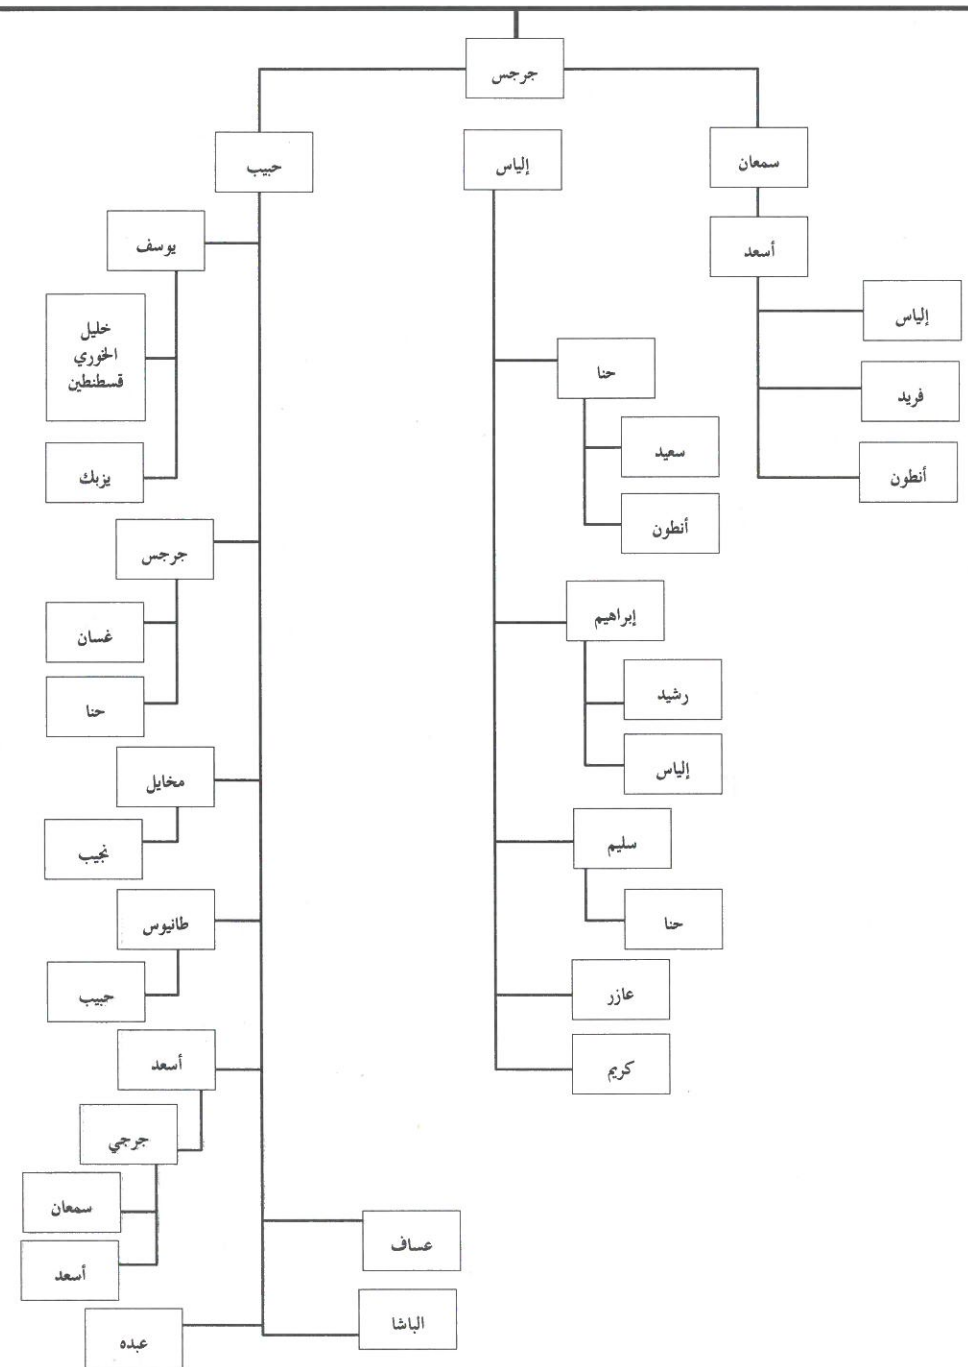 جرجس
سمعان
أسعد
إلياس
فريد
أنطون
إلياس
حنا
سعيد
أنطون
إبراهيم
رشيد
إلياس
سليم
حنا
عازر
كريم
حبيب
يوسف
خليل
الخوري
قسطنطين
يزبك
جرجس
غسان
حنا
مخايل
نجيب
طانيوس
حبيب
أسعد
جرجي
سمعان
أسعد
عساف
الباشا
عبده